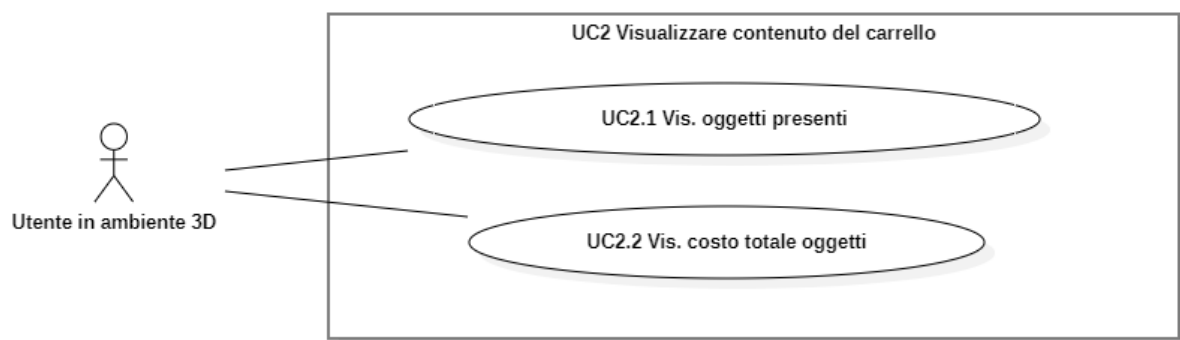 UC2 Visualizzare contenuto del carrello
UC2.1 Vis. oggetti presenti
Utente in ambiente 3D
UC2.2 Vis. costo totale oggetti